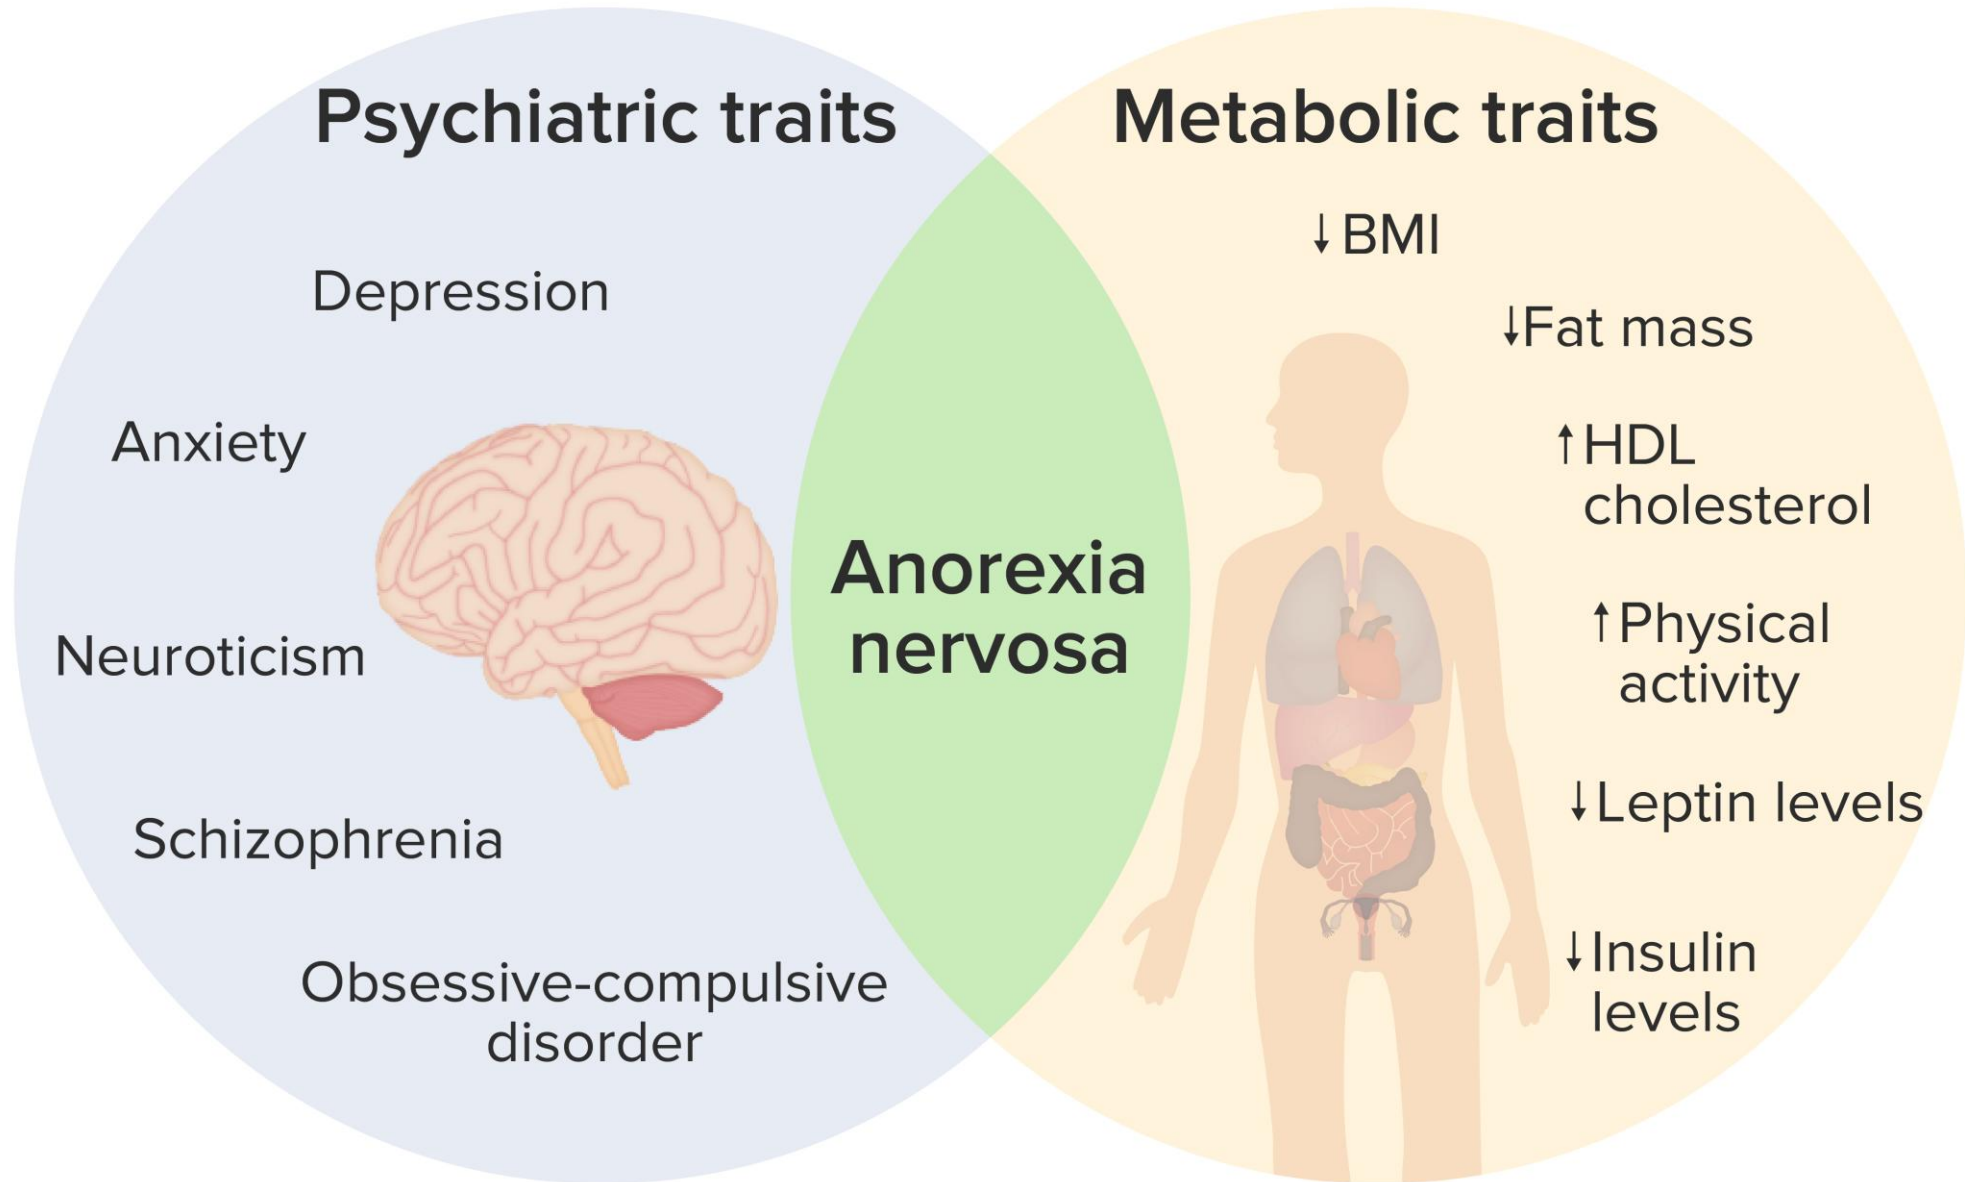 Psychiatric traits
Depression
Anxiety
Neuroticism
Schizophrenia
Obsessive-compulsive
disorder
Anorexia
nervosa
Metabolic traits
↓ BMI
↓Fat mass
↑HDL
cholesterol
↑Physical
activity
↓Leptin levels
↓Insulin
levels